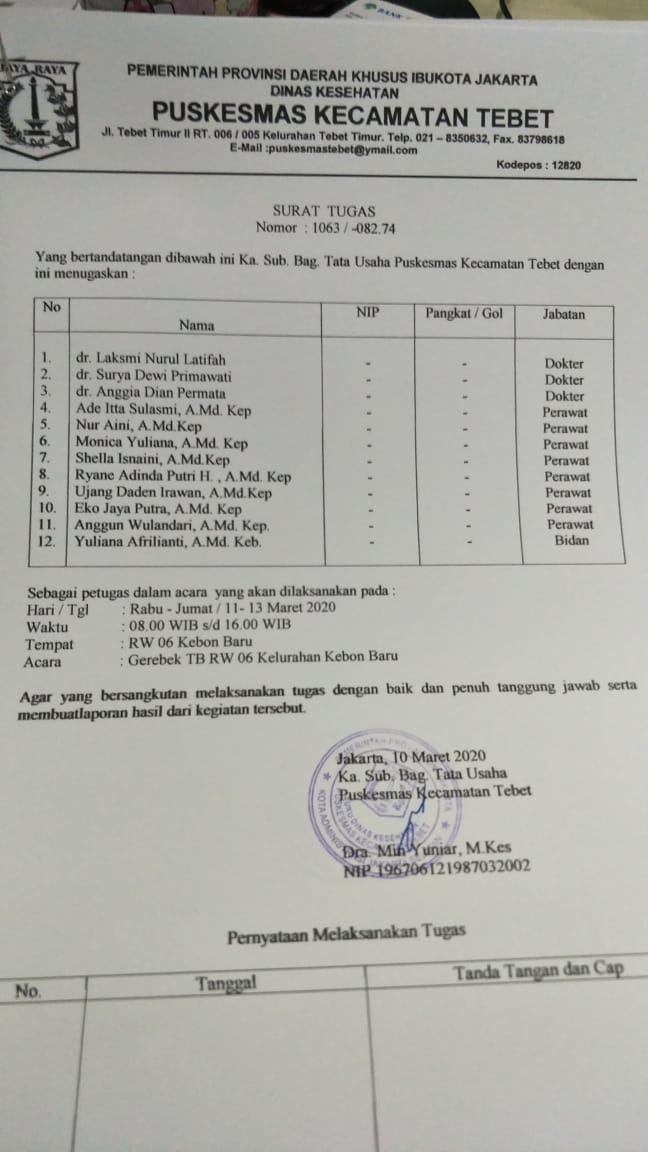 JAYA RAYA
PEMERINTAH PROVINSI DAERAH KHUSUS IBUKOTA JAKARTA
DINAS KESEHATAN
PUSKESMAS KECAMATAN TEBET
Jl. Tebet Timur II RT. 006 / 005 Kelurahan Tebet Timur. Telp. 021 – 8350632, Fax. 83798618
E-Mail :puskesmastebet@ymail.com
Kodepos : 12820
SURAT TUGAS
Nomor : 1063 / -082.74
Yang bertandatangan dibawah ini Ka. Sub. Bag. Tata Usaha Puskesmas Kecamatan Tebet dengan
ini menugaskan :
No Nama NIP Pangkat / Gol Jabatan
1. dr. Laksmi Nurul Latifah - - Dokter
2. dr. Surya Dewi Primawati - - Dokter
3. dr. Anggia Dian Permata - - Dokter
4. Ade Itta Sulasmi, A.Md. Kep - - Perawat
5. Nur Aini, A.Md.Kep - - Perawat
6. Monica Yuliana, A.Md. Kep - - Perawat
7. Shella Isnaini, A.Md.Kep - - Perawat
8. Ryane Adinda Putri H. , A.Md. Kep - - Perawat
9. Ujang Daden Irawan, A.Md.Kep - - Perawat
10. Eko Jaya Putra, A.Md. Kep - - Perawat
11. Anggun Wulandari, A.Md. Kep. - - Perawat
12. Yuliana Afrilianti, A.Md. Keb. - - Bidan
Sebagai petugas dalam acara yang akan dilaksanakan pada :
Hari / Tgl : Rabu - Jumat / 11- 13 Maret 2020
Waktu : 08.00 WIB s/d 16.00 WIB
Tempat : RW 06 Kebon Baru
Acara : Gerebek TB RW 06 Kelurahan Kebon Baru
Agar yang bersangkutan melaksanakan tugas dengan baik dan penuh tanggung jawab serta
membuatlaporan hasil dari kegiatan tersebut.
Jakarta, 10 Maret 2020
Ka. Sub. Bag. Tata Usaha
Puskesmas Kecamatan Tebet
Dra. Mih Yuniar, M.Kes
NIP 196706121987032002
Pernyataan Melaksanakan Tugas
No. Tanggal Tanda Tangan dan Cap